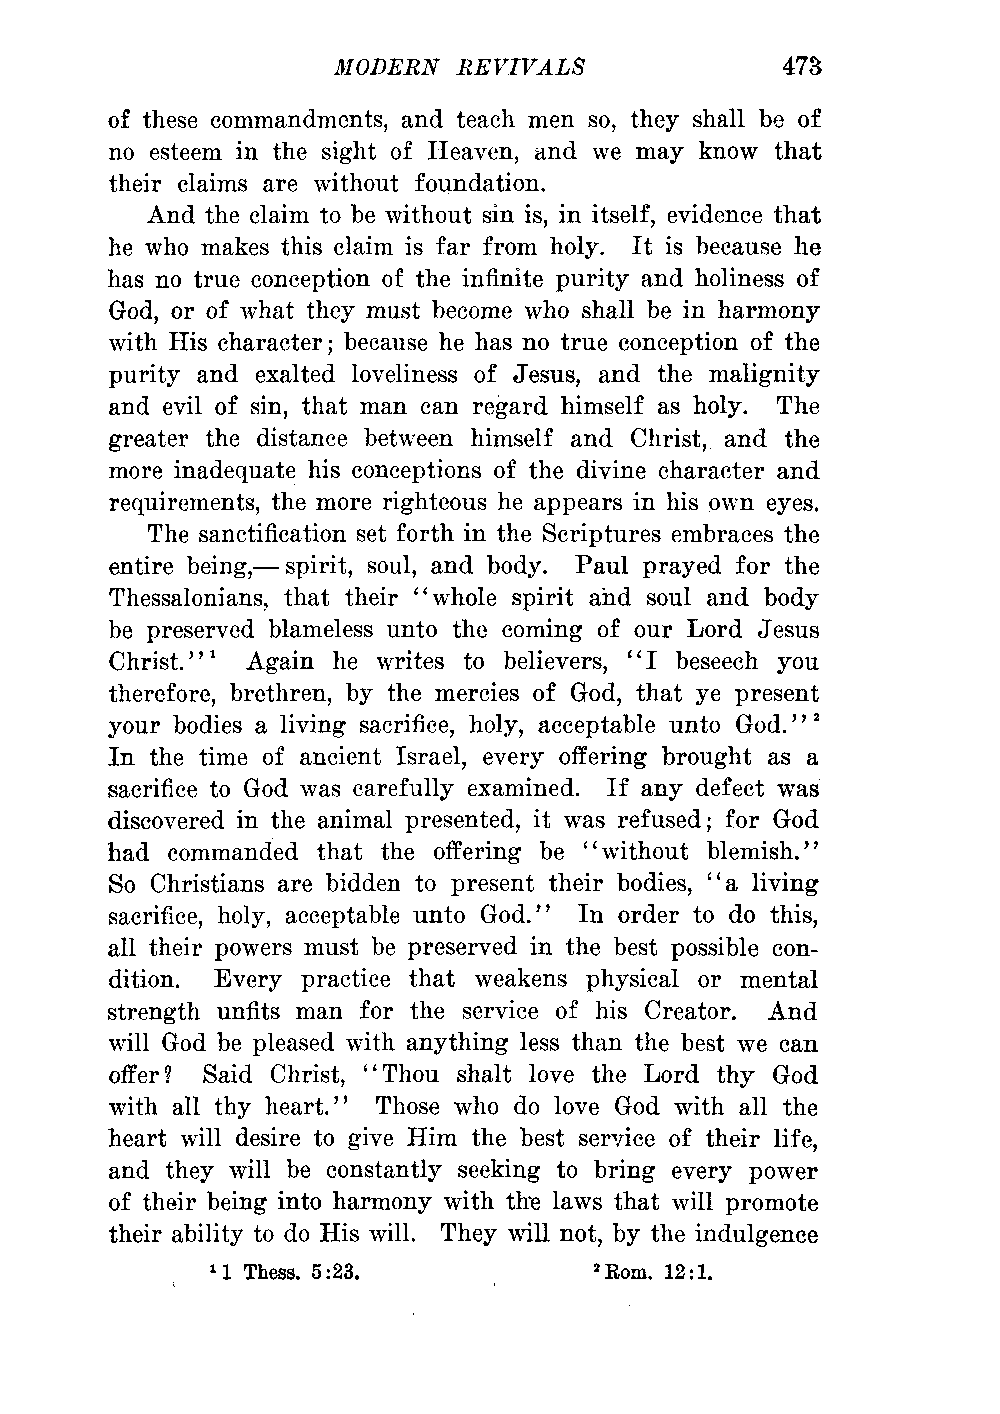 MODERN REVIVALS 473
of these commandments, and teach men so, they shall be of
no esteem in the sight of Heaven, and we may know that
their claims are without foundation.
And the claim to be without sin is, in itself, evidence that
he who makes this claim is far from holy. It is because he
has no true conception of the infinite purity and holiness of
God, or of what they must become who shall be in harmony
with His character; because he has no true conception of the
purity and exalted loveliness of Jesus, and the malignity
and evil of sin, that man can regard himself as holy. The
greater the distance between himself and Christ, and the
more inadequate his conceptions of the divine character and
requirements, the more righteous he appears in his own eyes.
The sanctification set forth in the Scriptures embraces the
entire being,— spirit, soul, and body. Paul prayed for the
Thessalonians, that their ‘‘whole spirit and soul and body
be preserved blameless unto the coming of our Lord Jesus
Christ.’’¹ Again he writes to believers, ‘‘I beseech you
therefore, brethren, by the mercies of God, that ye present
your bodies a living sacrifice, holy, acceptable unto God.’’²
In the time of ancient Israel, every offering brought as a
sacrifice to God was carefully examined. If any defect was
discovered in the animal presented, it was refused; for God
had commanded that the offering be ‘‘without blemish.’’
So Christians are bidden to present their bodies, ‘‘a living
sacrifice, holy, acceptable unto God.’’ In order to do this,
all their powers must be preserved in the best possible con-
dition. Every practice that weakens physical or mental
strength unfits man for the service of his Creator. And
will God be pleased with anything less than the best we can
offer? Said Christ, ‘‘Thou shalt love the Lord thy God
with all thy heart.’’ Those who do love God with all the
heart will desire to give Him the best service of their life,
and they will be constantly seeking to bring every power
of their being into harmony with the laws that will promote
their ability to do His will. They will not, by the indulgence
¹ 1 Thess. 5:23. ² Rom. 12:1.